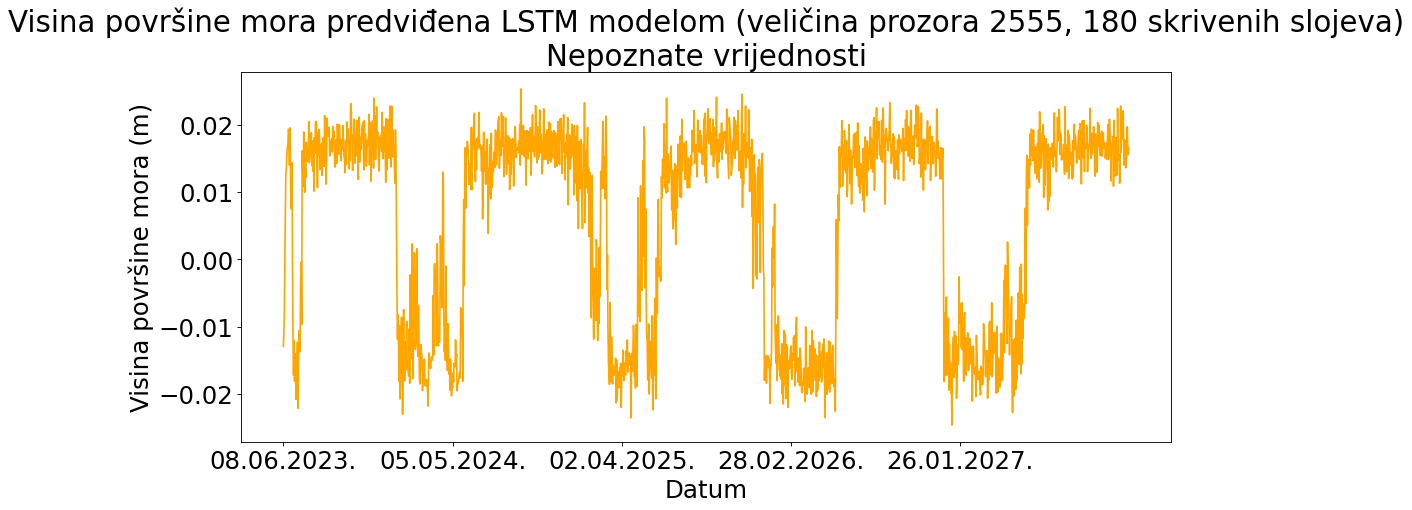 Visina površine mora predviđena LSTM modelom (veličina prozora 2555, 180 skrivenih slojeva)
Nepoznate vrijednosti
Visina površine mora (m)
0.02
0.01
0.00
−0.01
−0.02
08.06.2023. 05.05.2024. 02.04.2025. 28.02.2026. 26.01.2027.
Datum